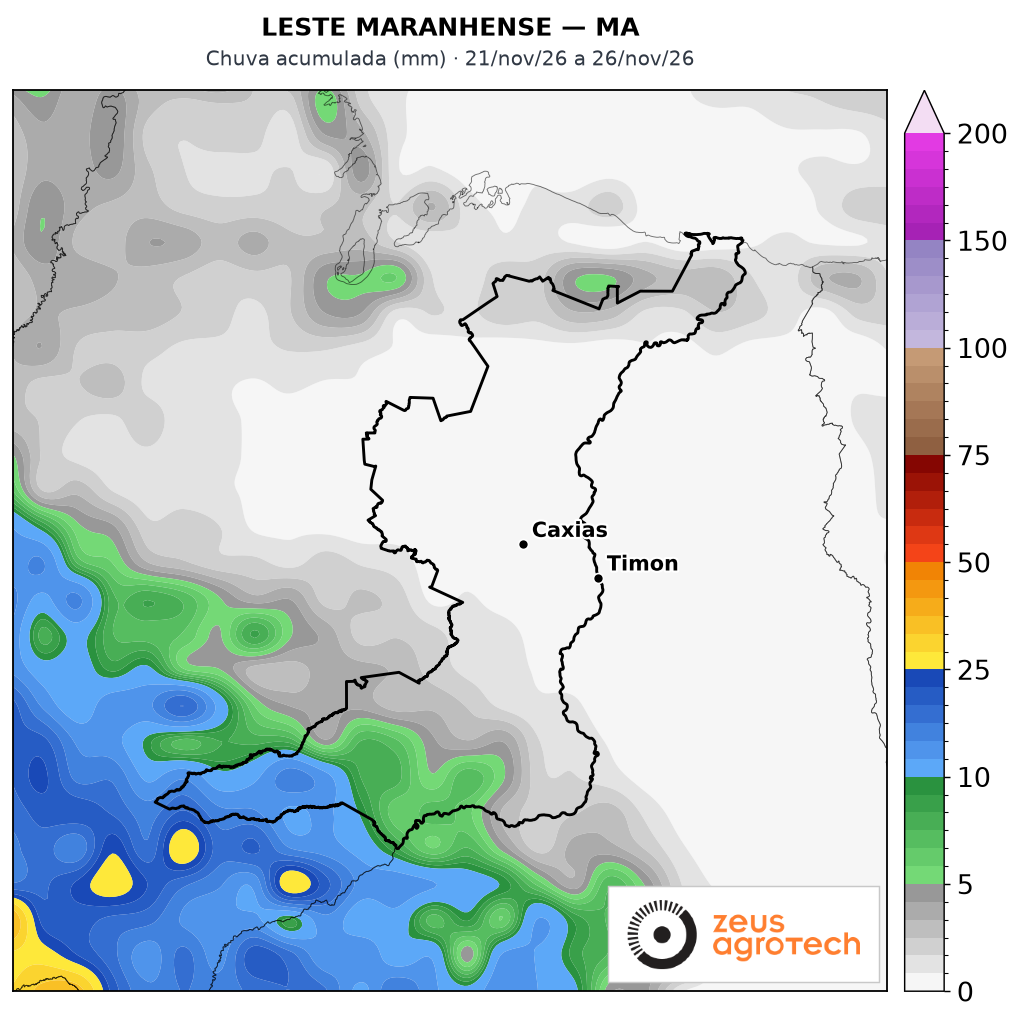 LESTE MARANHENSE — MA
Chuva acumulada (mm) · 21/nov/26 a 26/nov/26
200
150
100
75
50
25
10
5
0
Caxias
Timon
zeus
agrotech